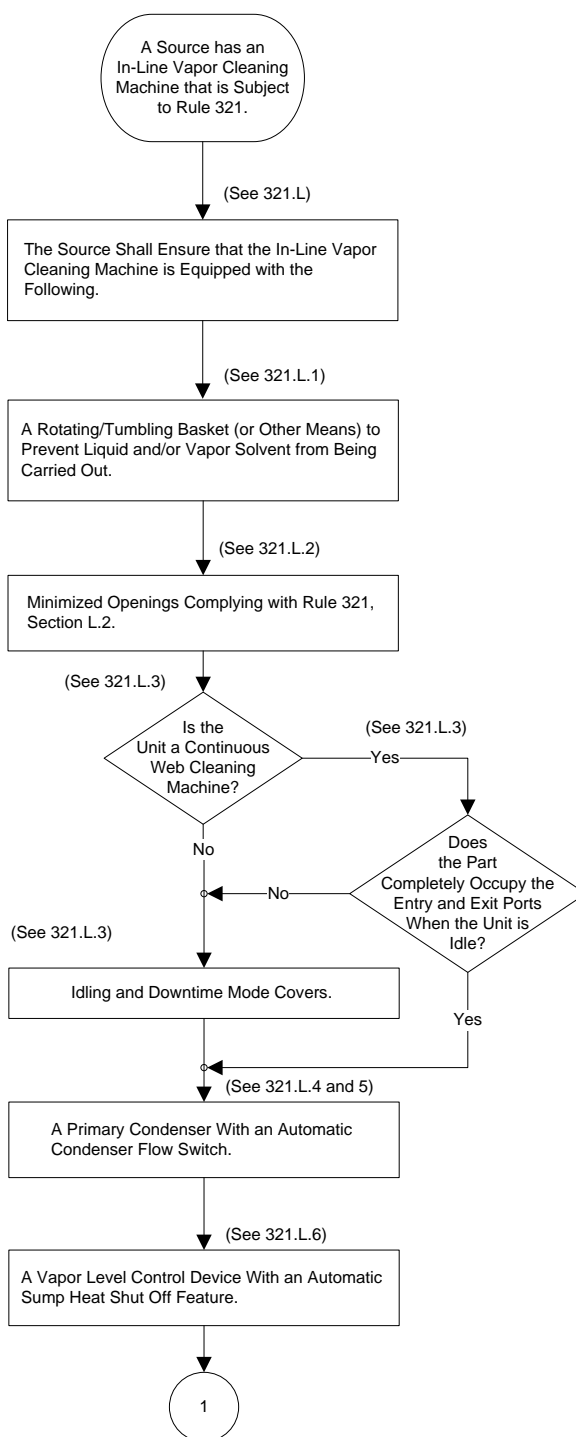 A Source has an
In-Line Vapor Cleaning
Machine that is Subject
to Rule 321.
(See 321.L)
The Source Shall Ensure that the In-Line Vapor
Cleaning Machine is Equipped with the
Following.
(See 321.L.1)
A Rotating/Tumbling Basket (or Other Means) to
Prevent Liquid and/or Vapor Solvent from Being
Carried Out.
(See 321.L.2)
Minimized Openings Complying with Rule 321,
Section L.2.
(See 321.L.3)
Is the
Unit a Continuous
Web Cleaning
Machine?
(See 321.L.3)
Yes
No
Does
the Part
Completely Occupy the
Entry and Exit Ports
When the Unit is
Idle?
No
(See 321.L.3)
Idling and Downtime Mode Covers.
Yes
(See 321.L.4 and 5)
A Primary Condenser With an Automatic
Condenser Flow Switch.
(See 321.L.6)
A Vapor Level Control Device With an Automatic
Sump Heat Shut Off Feature.
1